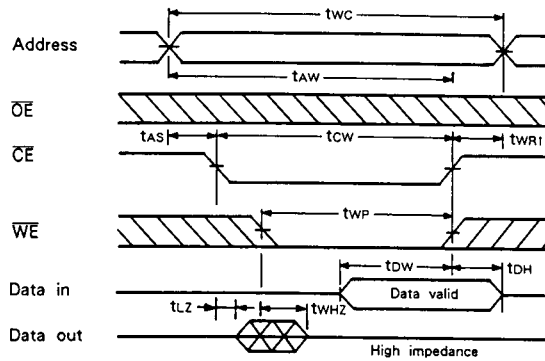 tWC
Address
tAW
OE
tAS
tCW
tWR1
CE
tWP
WE
tDW
tDH
Data in
Data valid
tLZ
tWHZ
Data out
High impedance